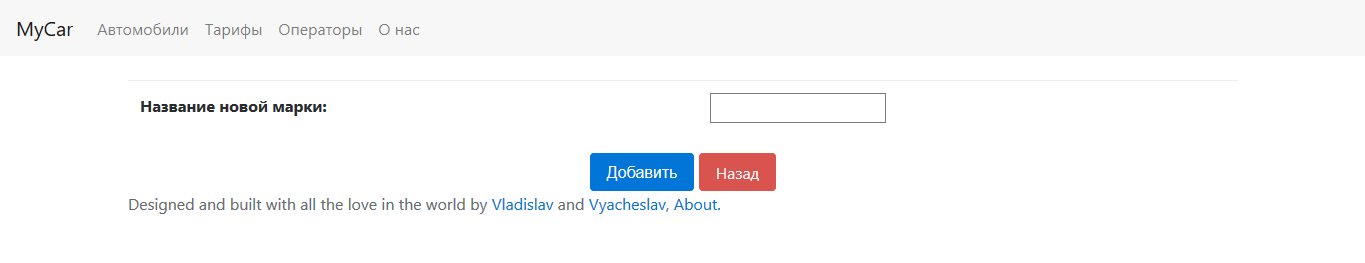 MyCar Автомобили Тарифы Операторы О нас
Название новой марки:
Добавить Назад
Designed and built with all the love in the world by Vladislav and Vyacheslav, About.